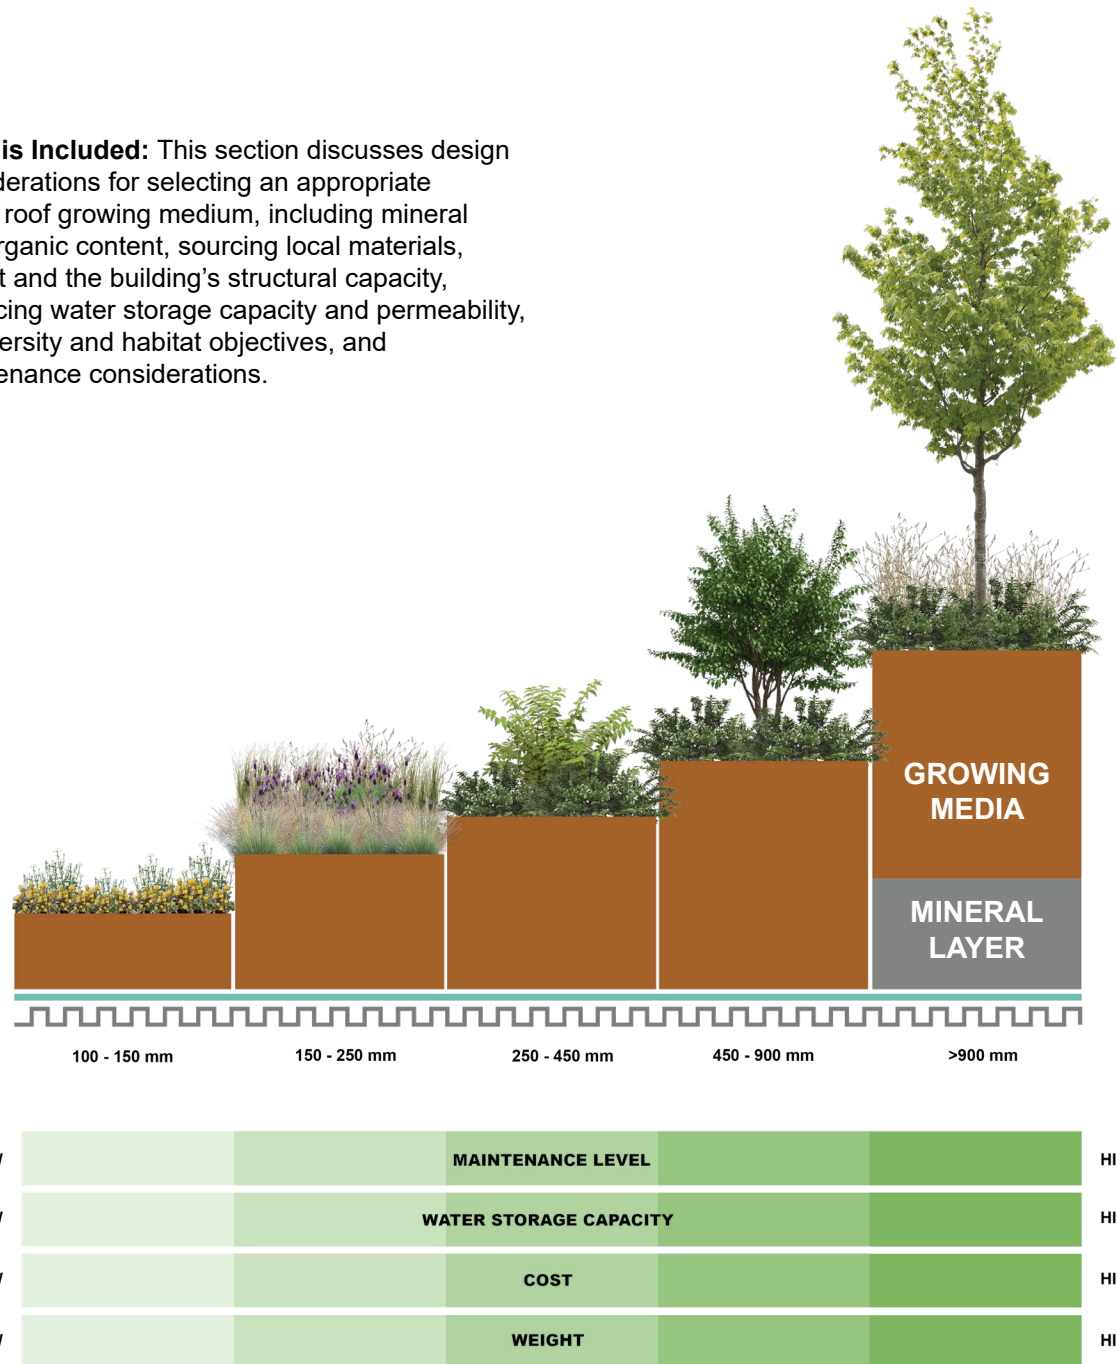 is Included: This section discusses design
derations for selecting an appropriate
roof growing medium, including mineral
rganic content, sourcing local materials,
t and the building’s structural capacity,
cing water storage capacity and permeability,
ersity and habitat objectives, and
enance considerations.
GROWING
MEDIA
MINERAL
LAYER
100 - 150 mm
150 - 250 mm
250 - 450 mm
450 - 900 mm
>900 mm
MAINTENANCE LEVEL
HI
WATER STORAGE CAPACITY
HI
COST
HI
WEIGHT
HI